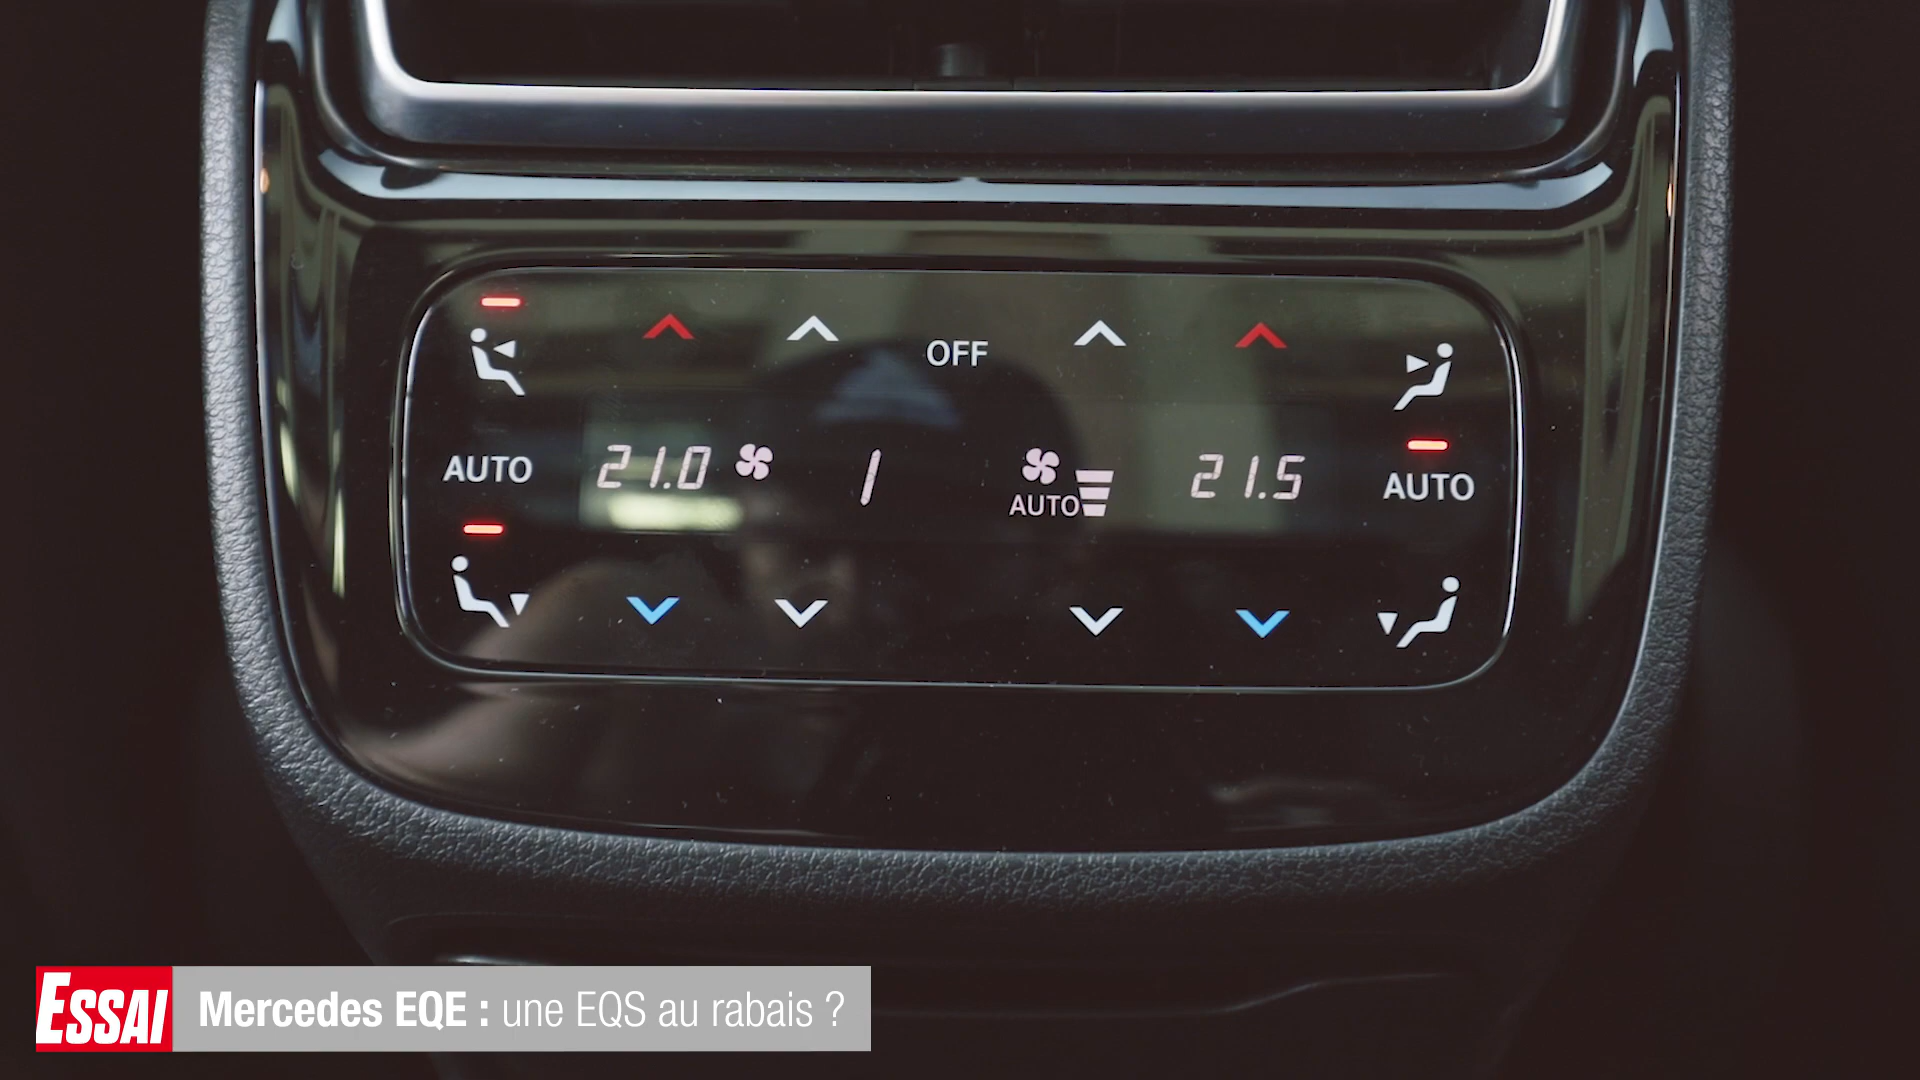 OFF
AUTO
21.0
1
AUTO
21.5
AUTO
ESSAI
Mercedes EQE : une EQS au rabais ?